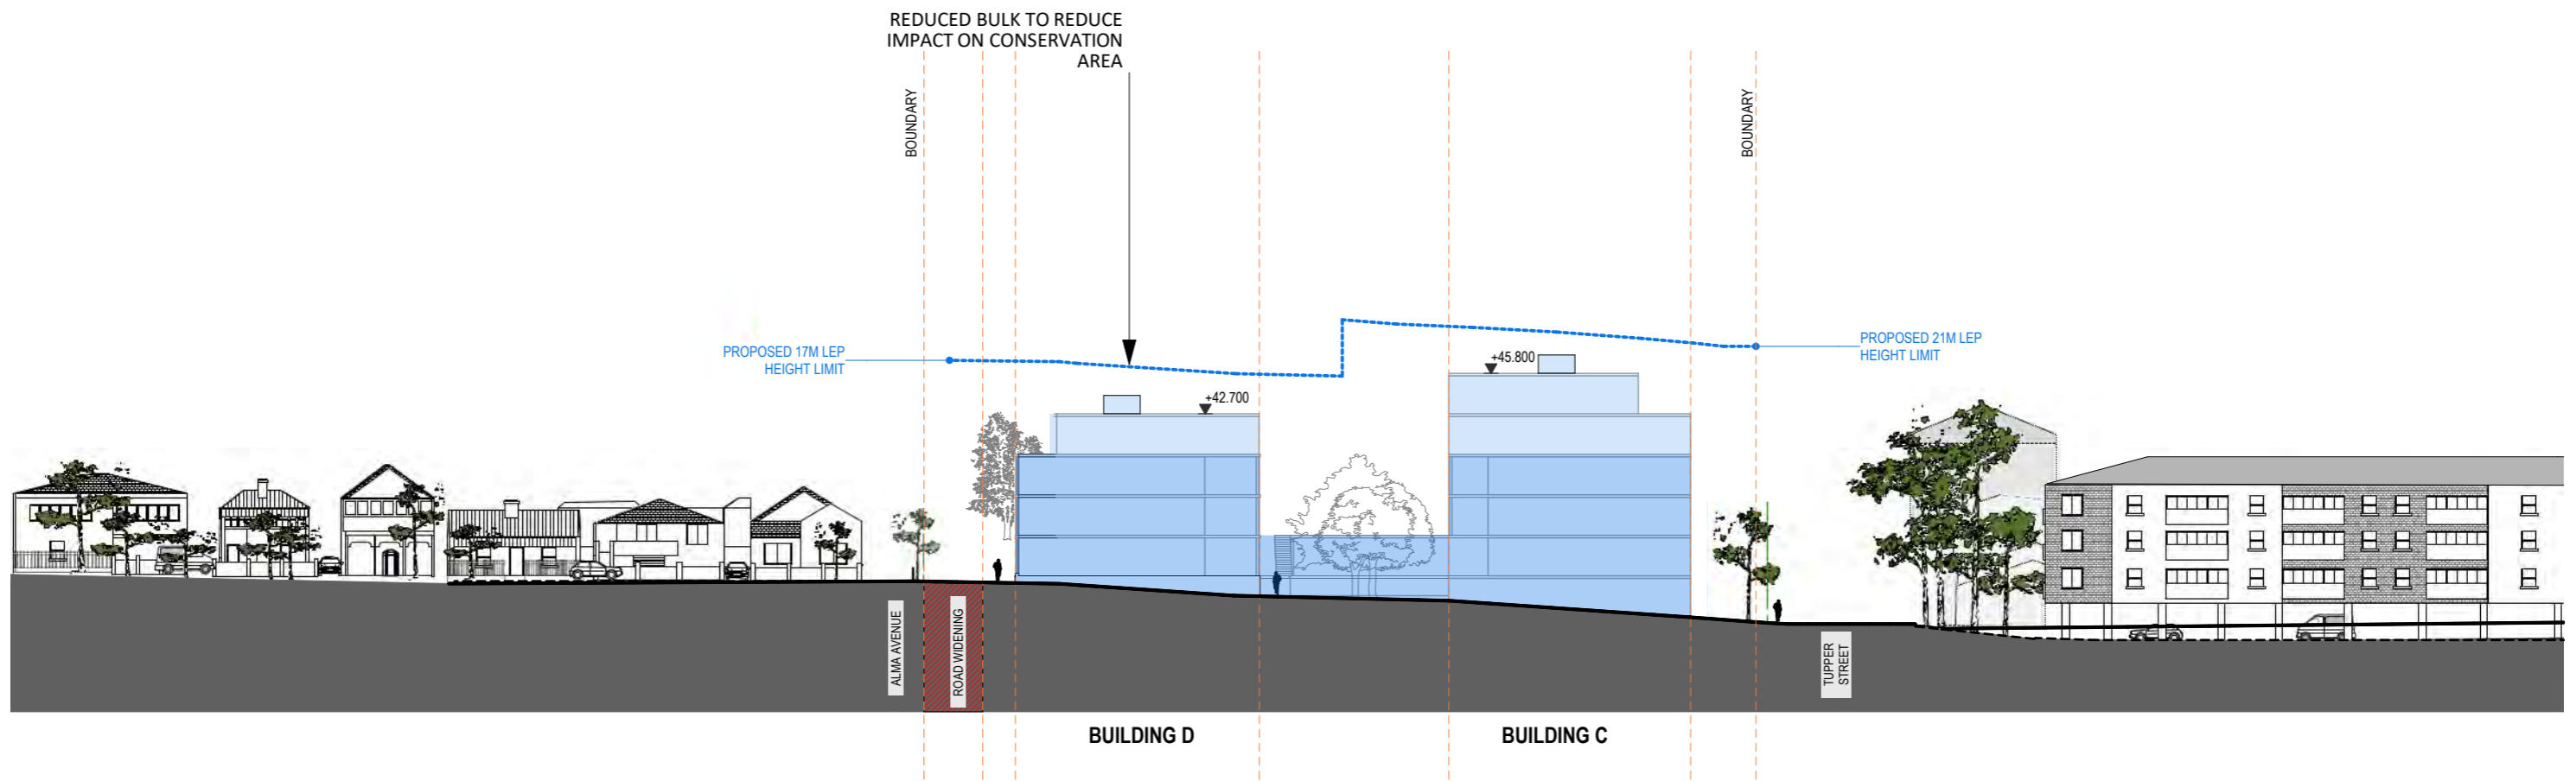 REDUCED BULK TO REDUCE
IMPACT ON CONSERVATION
AREA
BOUNDARY
BOUNDARY
PROPOSED 17M LEP
HEIGHT LIMIT
PROPOSED 21M LEP
HEIGHT LIMIT
+45.800
+42.700
ALMA AVENUE
ROAD WIDENING
TUPPER
STREET
BUILDING D
BUILDING C